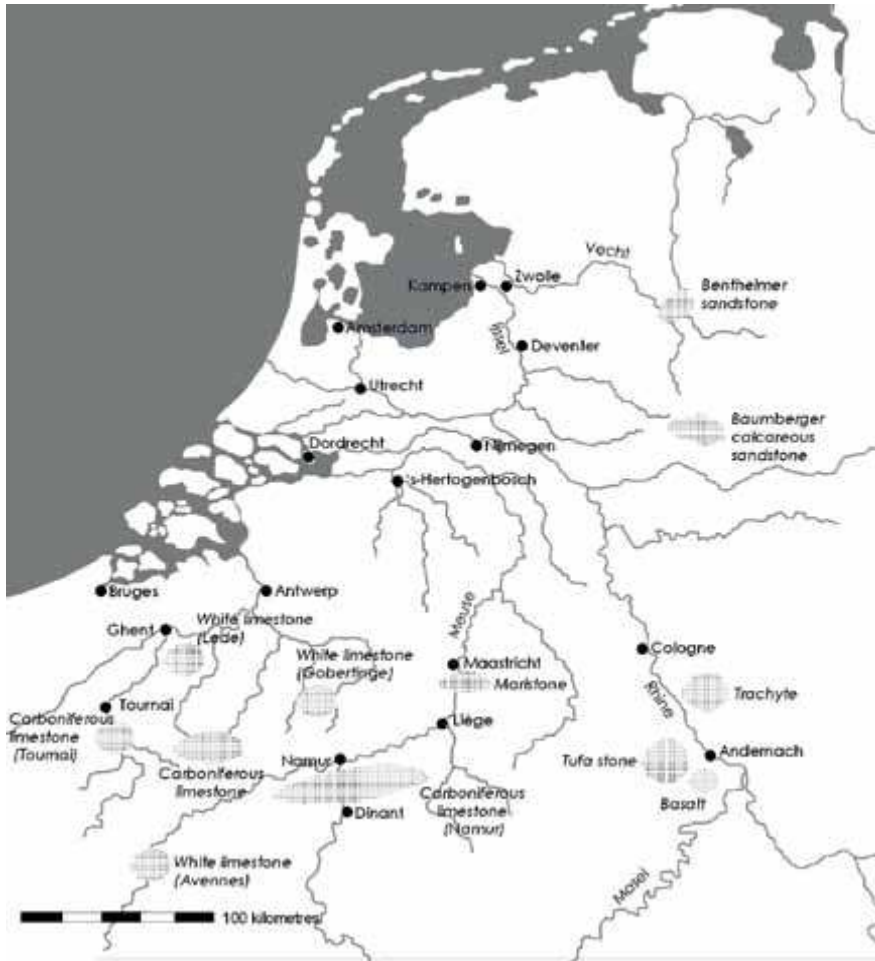 Vecht
Kampen
Zwolle
Bentheimer
sandstone
Amsterdam
IJssel
Deventer
Utrecht
Baumberger
calcareous
sandstone
Dordrecht
Nijmegen
's-Hertogenbosch
Bruges
Antwerp
Ghent
White limestone
(Lede)
Meuse
White limestone
(Gobertinge)
Cologne
Maastricht
Marlstone
Rhine
Trachyte
Tournai
Carboniferous
limestone
(Tournai)
Liège
Namur
Andernach
Tufa stone
Carboniferous
limestone
Basalt
Carboniferous
limestone
(Namur)
Dinant
White limestone
(Avennes)
Mosel
100 kilometres